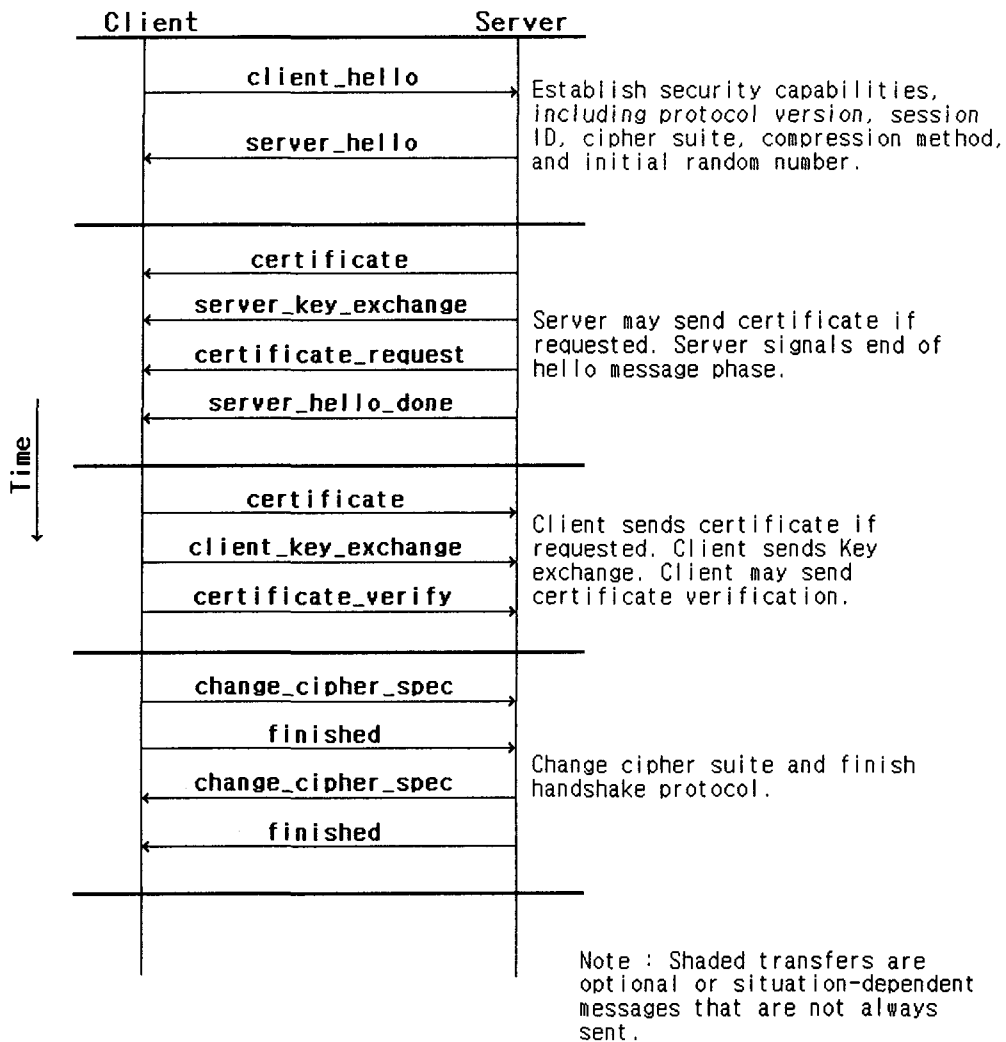 Client Server
client_hello
server_hello
Establish security capabilities,
including protocol version, session
ID, cipher suite, compression method,
and initial random number.
certificate
server_key_exchange
certificate_request
server_hello_done
Server may send certificate if
requested. Server signals end of
hello message phase.
Time
certificate
client_key_exchange
certificate_verify
Client sends certificate if
requested. Client sends Key
exchange. Client may send
certificate verification.
change_cipher_spec
finished
change_cipher_spec
finished
Change cipher suite and finish
handshake protocol.
Note : Shaded transfers are
optional or situation-dependent
messages that are not always
sent.